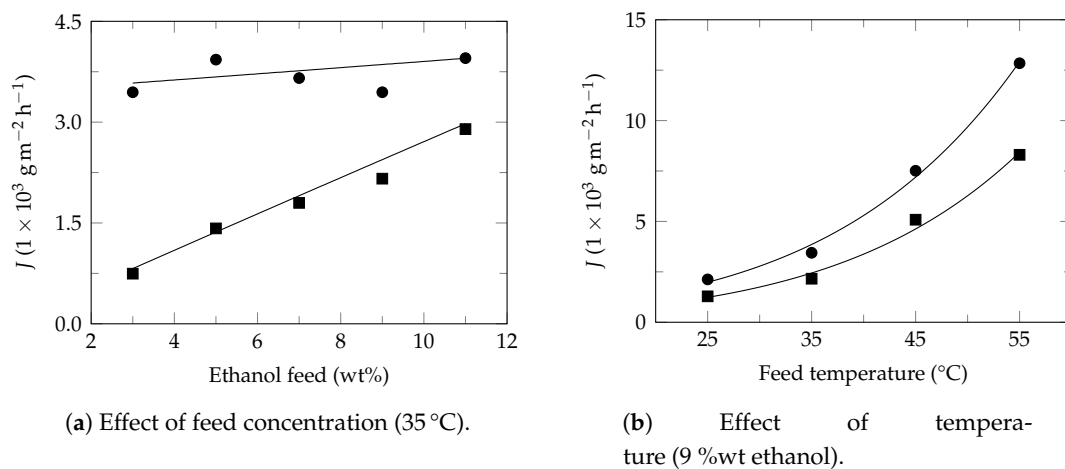 4.5
3.0
1.5
0.0
J (1 × 10³ g m⁻² h⁻¹)
2 4 6 8 10 12
Ethanol feed (wt%)
(a) Effect of feed concentration (35 °C).
15
10
5
0
J (1 × 10³ g m⁻² h⁻¹)
25 35 45 55
Feed temperature (°C)
(b) Effect of tempera-
ture (9 %wt ethanol).